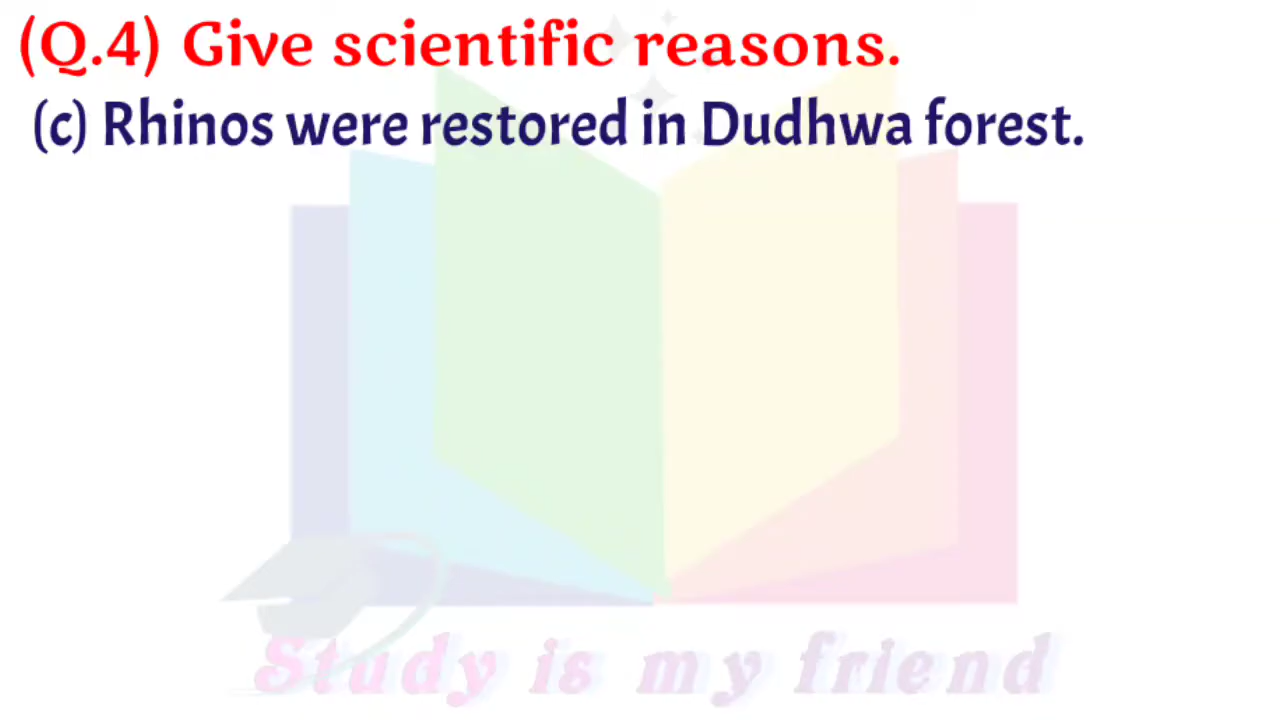 (Q.4) Give scientific reasons.
(c) Rhinos were restored in Dudhwa forest.
Study is my friend